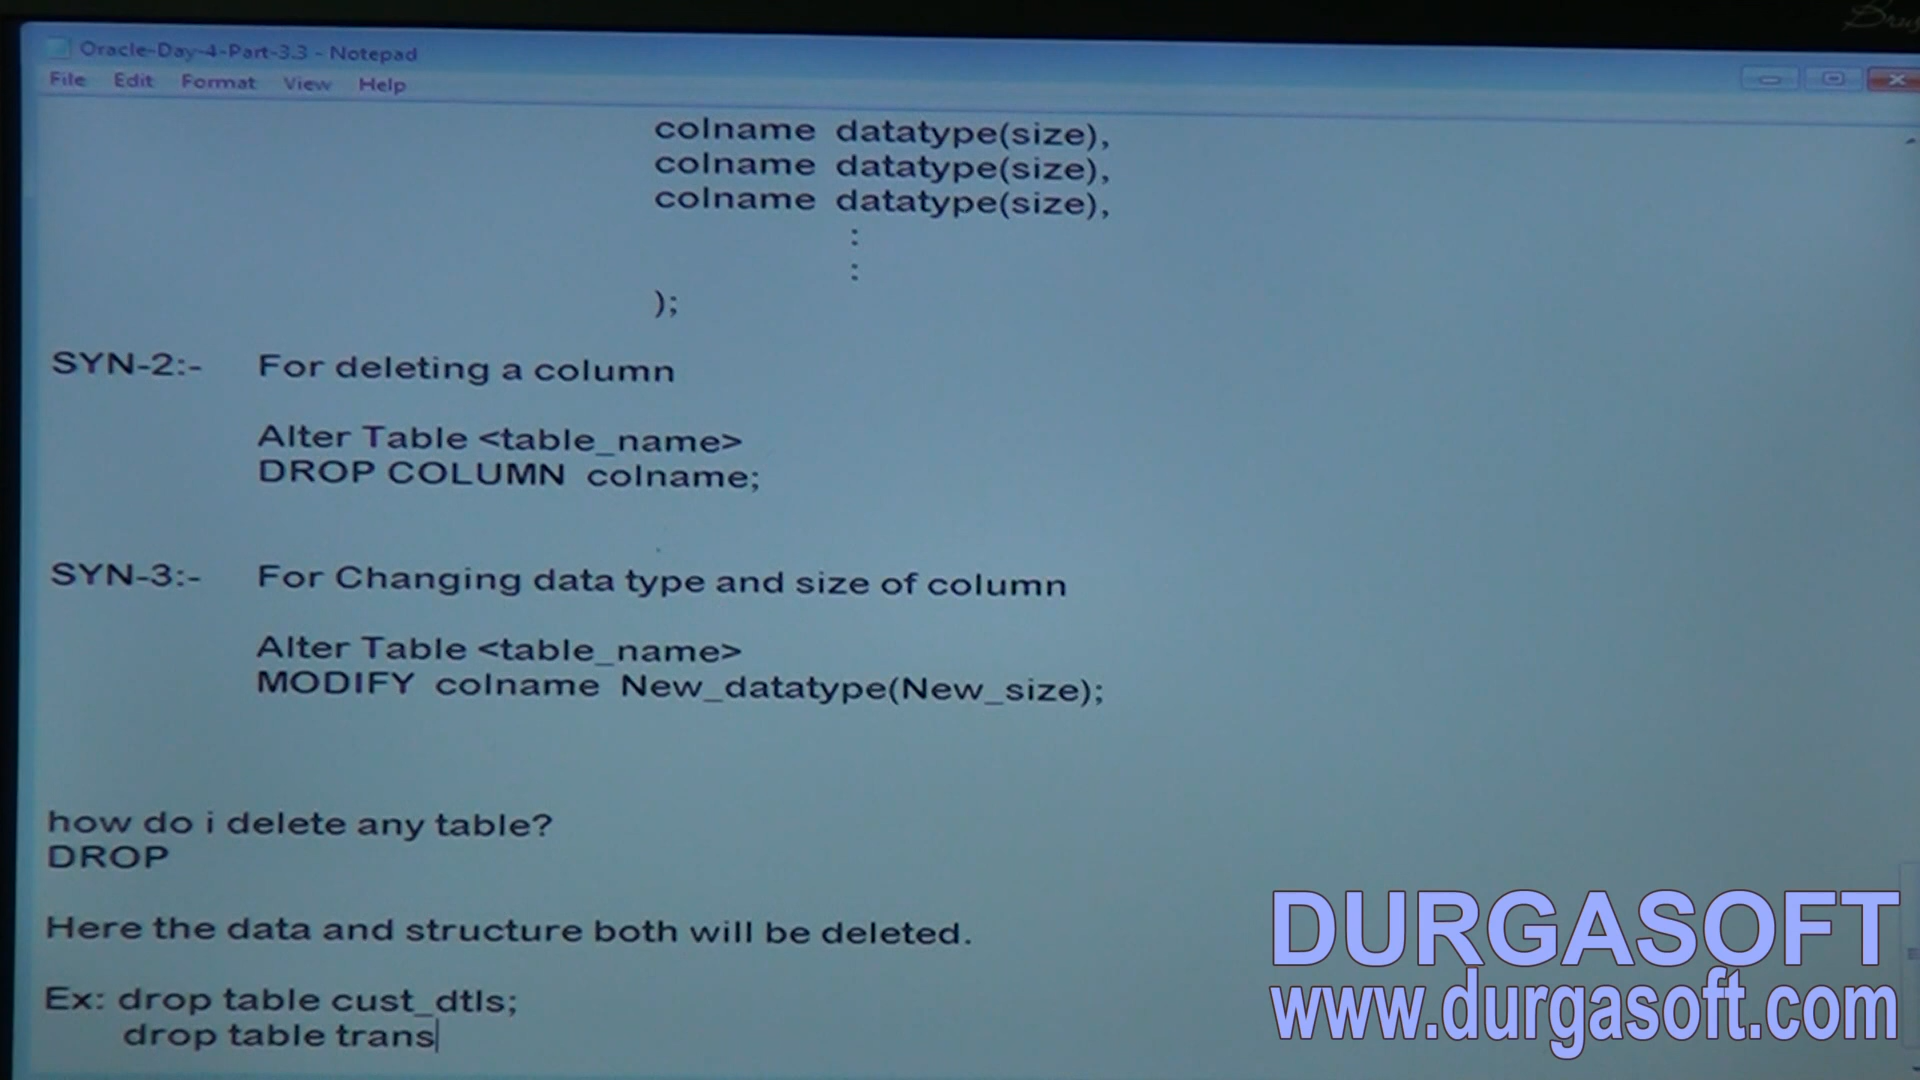 Oracle-Day-4-Part-3.3 - Notepad
File Edit Format View Help
colname datatype(size),
colname datatype(size),
colname datatype(size),
:
:
);
SYN-2:- For deleting a column
Alter Table <table_name>
DROP COLUMN colname;
SYN-3:- For Changing data type and size of column
Alter Table <table_name>
MODIFY colname New_datatype(New_size);
how do i delete any table?
DROP
Here the data and structure both will be deleted.
Ex: drop table cust_dtls;
drop table trans
DURGASOFT
www.durgasoft.com